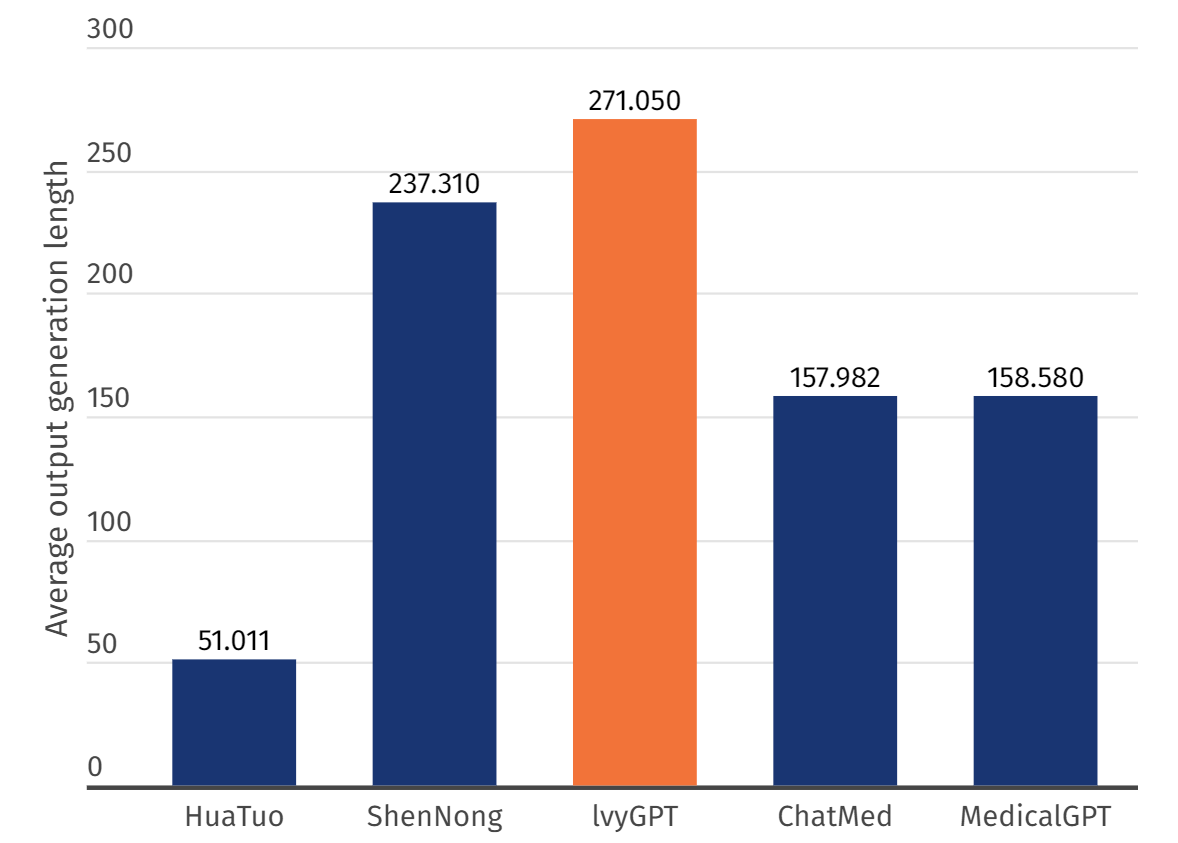 Average output generation length
300
250
200
150
100
50
0
51.011
237.310
271.050
157.982
158.580
HuaTuo
ShenNong
lvyGPT
ChatMed
MedicalGPT